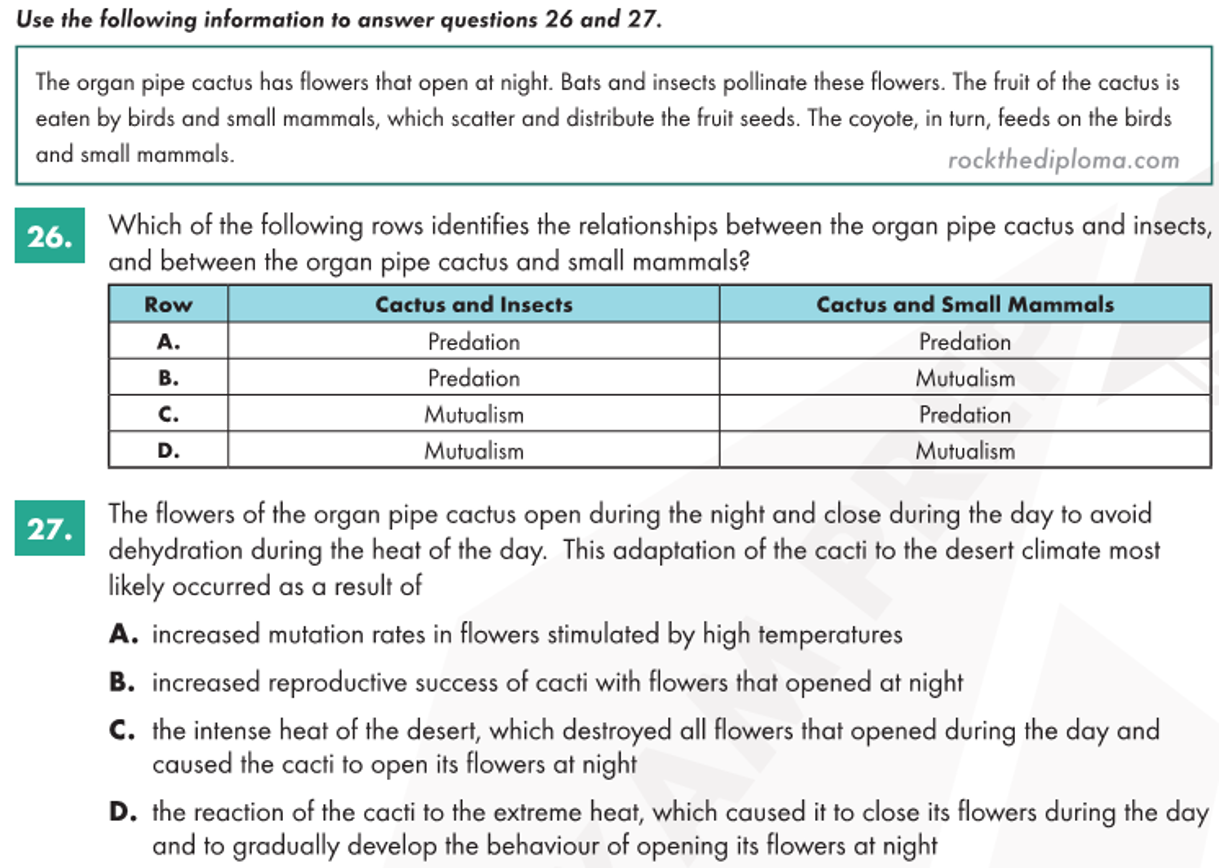 Use the following information to answer questions 26 and 27.
The organ pipe cactus has flowers that open at night. Bats and insects pollinate these flowers. The fruit of the cactus is
eaten by birds and small mammals, which scatter and distribute the fruit seeds. The coyote, in turn, feeds on the birds
and small mammals.
rockthediploma.com
26. Which of the following rows identifies the relationships between the organ pipe cactus and insects,
and between the organ pipe cactus and small mammals?
Row Cactus and Insects Cactus and Small Mammals
A. Predation Predation
B. Predation Mutualism
C. Mutualism Predation
D. Mutualism Mutualism
27. The flowers of the organ pipe cactus open during the night and close during the day to avoid
dehydration during the heat of the day. This adaptation of the cacti to the desert climate most
likely occurred as a result of
A. increased mutation rates in flowers stimulated by high temperatures
B. increased reproductive success of cacti with flowers that opened at night
C. the intense heat of the desert, which destroyed all flowers that opened during the day and
caused the cacti to open its flowers at night
D. the reaction of the cacti to the extreme heat, which caused it to close its flowers during the day
and to gradually develop the behaviour of opening its flowers at night